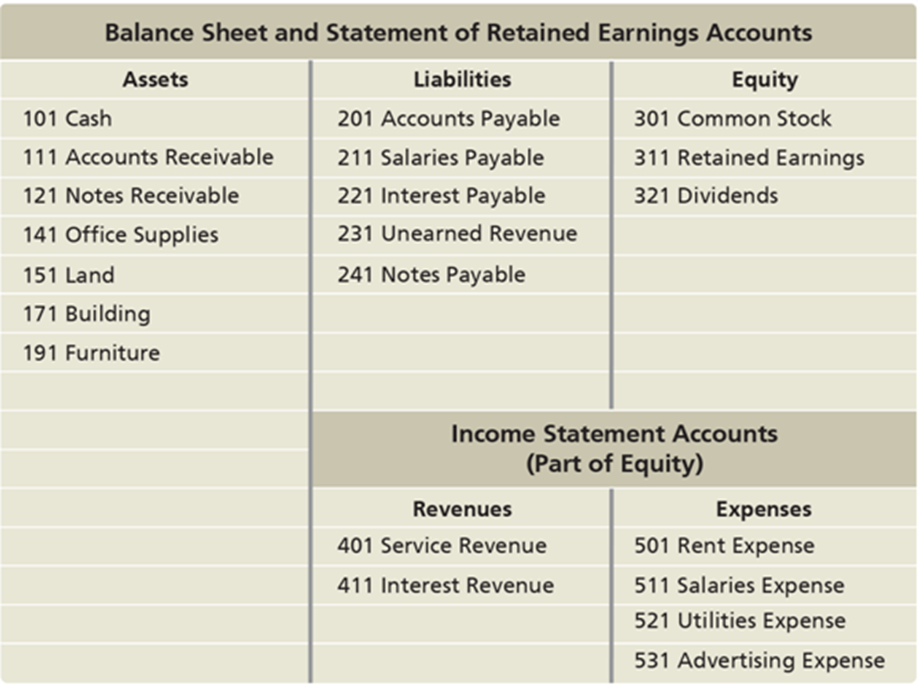 Balance Sheet and Statement of Retained Earnings Accounts
Assets
Liabilities
Equity
101 Cash
201 Accounts Payable
301 Common Stock
111 Accounts Receivable
211 Salaries Payable
311 Retained Earnings
121 Notes Receivable
221 Interest Payable
321 Dividends
141 Office Supplies
231 Unearned Revenue
151 Land
241 Notes Payable
171 Building
191 Furniture
Income Statement Accounts
(Part of Equity)
Revenues
Expenses
401 Service Revenue
501 Rent Expense
411 Interest Revenue
511 Salaries Expense
521 Utilities Expense
531 Advertising Expense